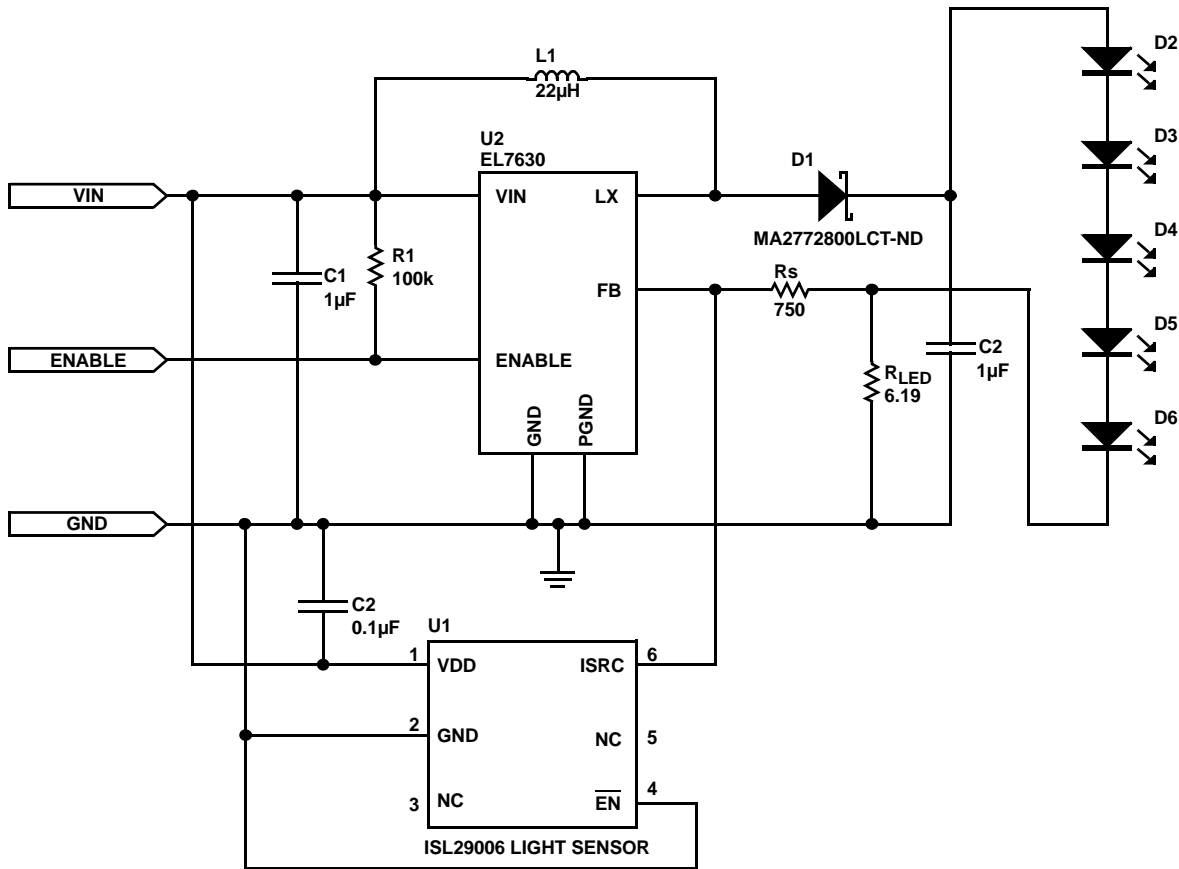 D2
L1
22µH
D3
U2
EL7630
D1
VIN
VIN
LX
MA2772800LCT-ND
D4
R1
100k
C1
1µF
FB
Rs
750
D5
ENABLE
ENABLE
C2
1µF
RLED
6.19
GND
PGND
D6
GND
C2
0.1µF
U1
1
VDD
ISRC
6
2
GND
NC
5
3
NC
EN
4
ISL29006 LIGHT SENSOR